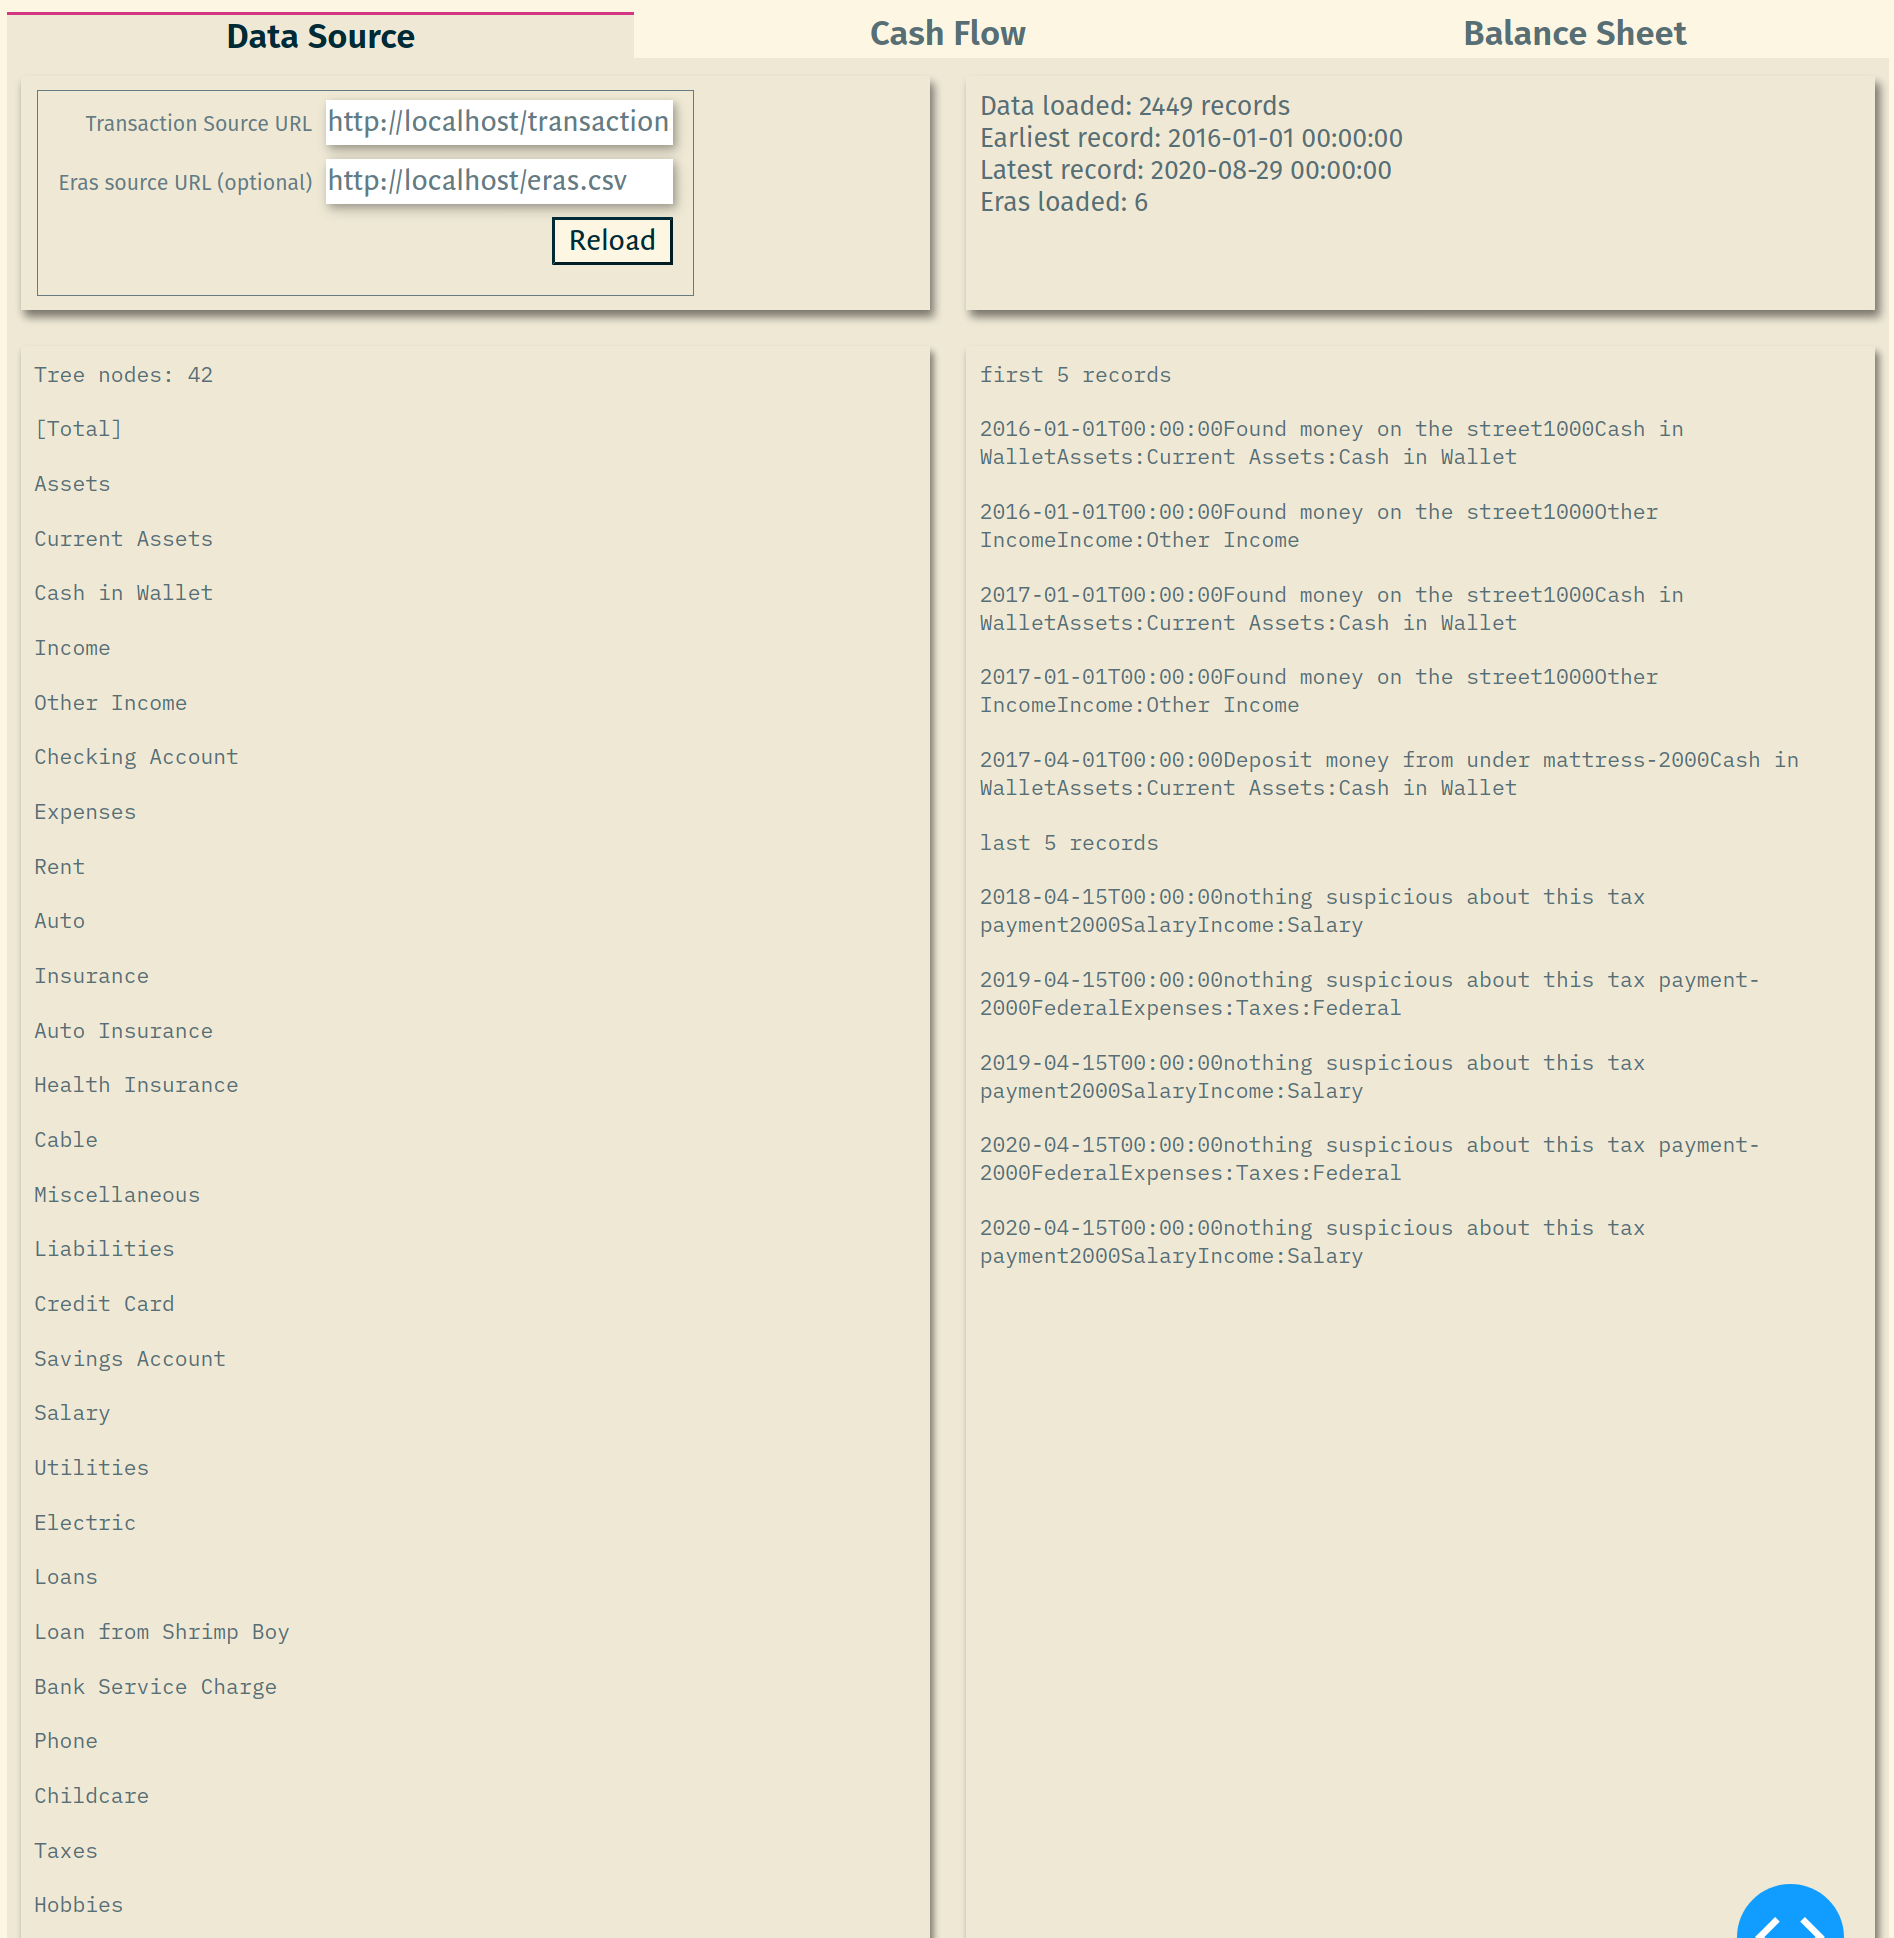 Data Source
Cash Flow
Balance Sheet
Transaction Source URL
http://localhost/transaction
Eras source URL (optional)
http://localhost/eras.csv
Reload
Data loaded: 2449 records
Earliest record: 2016-01-01 00:00:00
Latest record: 2020-08-29 00:00:00
Eras loaded: 6
Tree nodes: 42
[Total]
Assets
Current Assets
Cash in Wallet
Income
Other Income
Checking Account
Expenses
Rent
Auto
Insurance
Auto Insurance
Health Insurance
Cable
Miscellaneous
Liabilities
Credit Card
Savings Account
Salary
Utilities
Electric
Loans
Loan from Shrimp Boy
Bank Service Charge
Phone
Childcare
Taxes
Hobbies
first 5 records
2016-01-01T00:00:00Found money on the street1000Cash in
WalletAssets:Current Assets:Cash in Wallet
2016-01-01T00:00:00Found money on the street1000Other
IncomeIncome:Other Income
2017-01-01T00:00:00Found money on the street1000Cash in
WalletAssets:Current Assets:Cash in Wallet
2017-01-01T00:00:00Found money on the street1000Other
IncomeIncome:Other Income
2017-04-01T00:00:00Deposit money from under mattress-2000Cash in
WalletAssets:Current Assets:Cash in Wallet
last 5 records
2018-04-15T00:00:00nothing suspicious about this tax
payment2000SalaryIncome:Salary
2019-04-15T00:00:00nothing suspicious about this tax payment-
2000FederalExpenses:Taxes:Federal
2019-04-15T00:00:00nothing suspicious about this tax
payment2000SalaryIncome:Salary
2020-04-15T00:00:00nothing suspicious about this tax payment-
2000FederalExpenses:Taxes:Federal
2020-04-15T00:00:00nothing suspicious about this tax
payment2000SalaryIncome:Salary